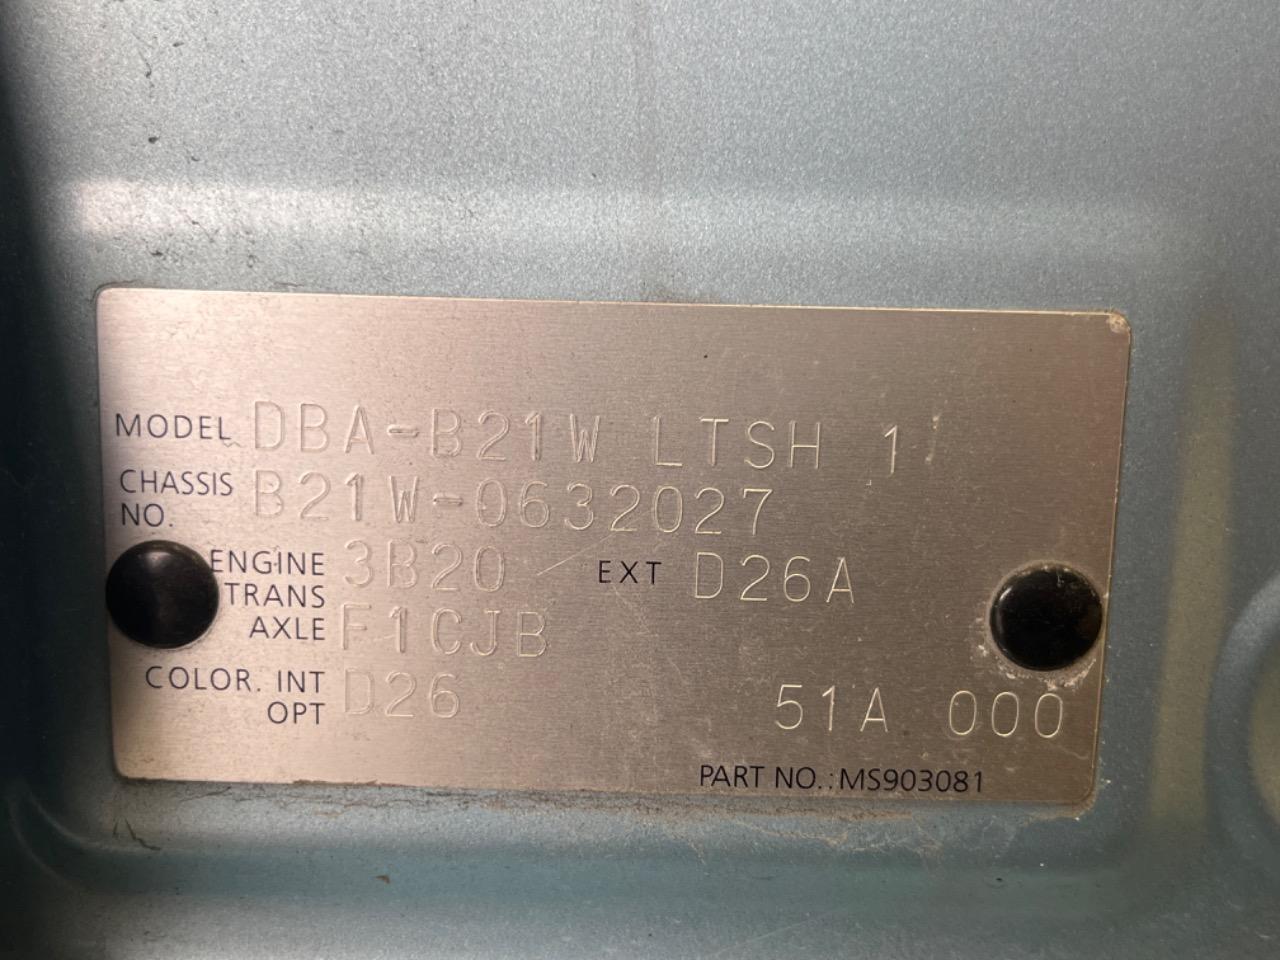 MODEL DBA-B21W LTSH 1
CHASSIS NO. B21W-0632027
ENGINE 3B20 EXT D26A
TRANS AXLE F1CJB
COLOR. INT OPT D26 51A 000
PART NO.: MS903081